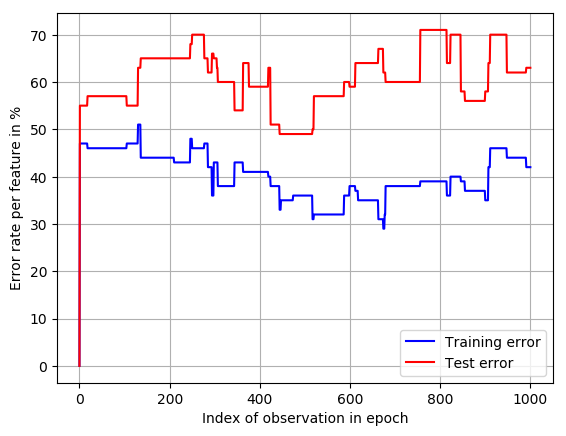 Error rate per feature in %
70
60
50
40
30
20
10
0
0 200 400 600 800 1000
Index of observation in epoch
Training error
Test error